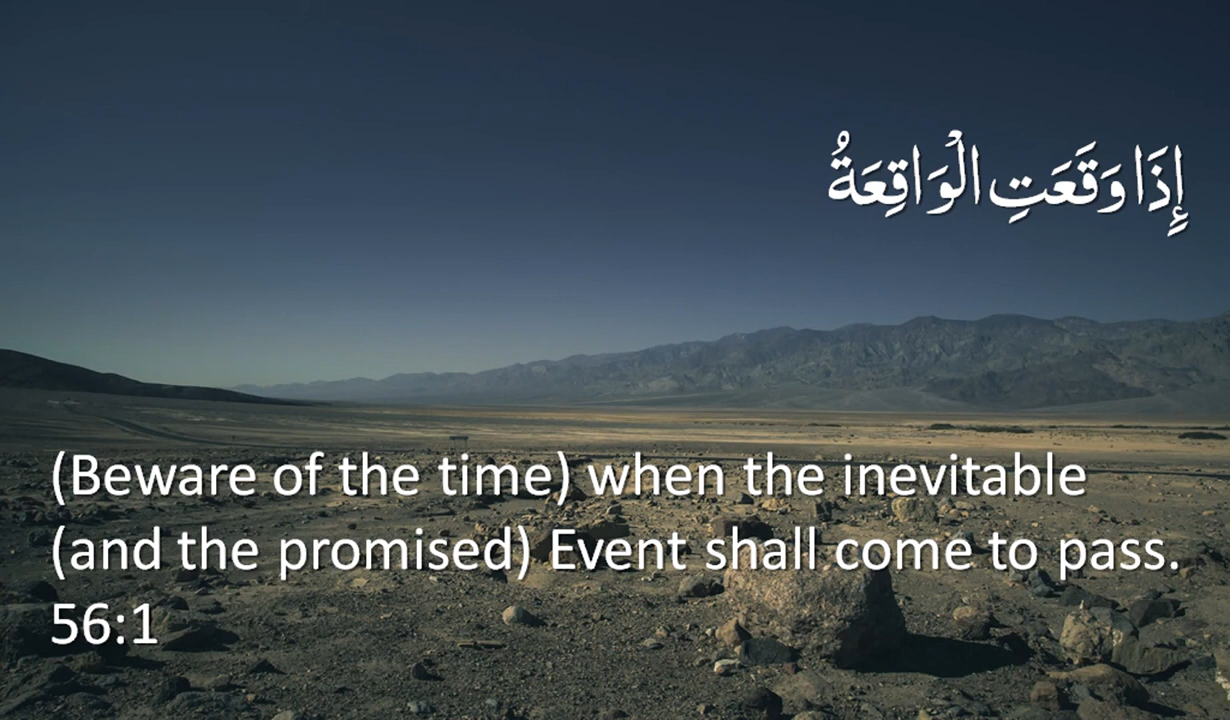 إِذَا وَقَعَتِ الْوَاقِعَةُ
(Beware of the time) when the inevitable
(and the promised) Event shall come to pass.
56:1